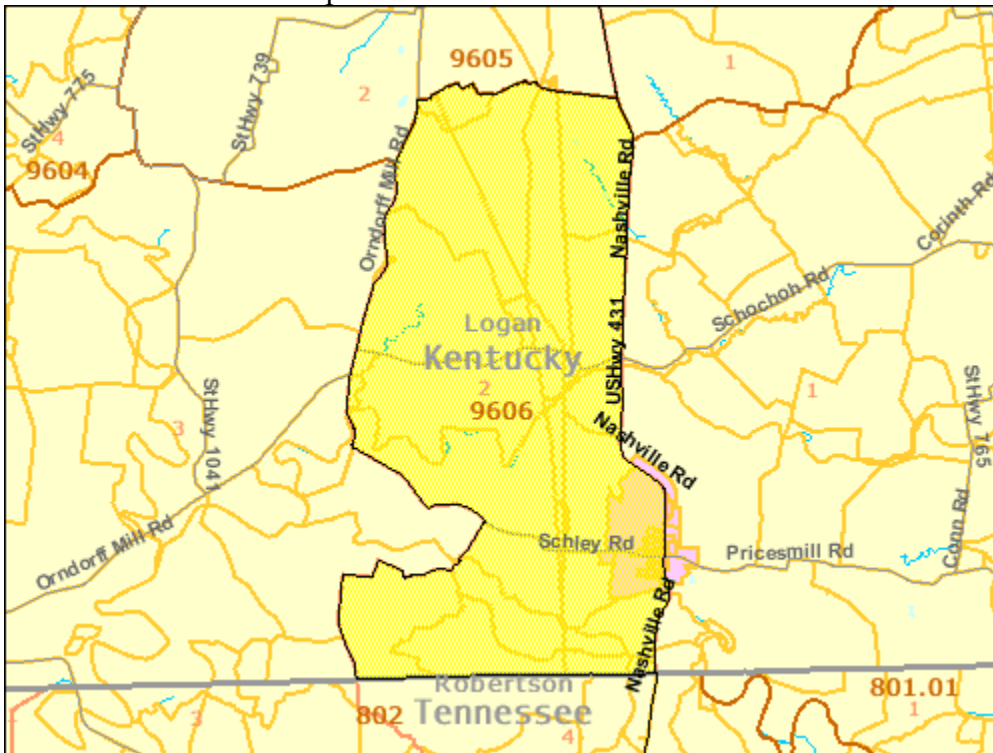 9605
1
StHwy 775
StHwy 739
2
4
9604
Orndorff Mill Rd
Nashville Rd
Corinth Rd
Schochoh Rd
Logan
Kentucky
USHwy 431
2
9606
1
StHwy 1041
3
StHwy 765
Nashville Rd
Orndorff Mill Rd
Schley Rd
Pricesmill Rd
Conn Rd
Nashville Rd
1
Robertson
801.01
802
Tennessee
1
3
4
1